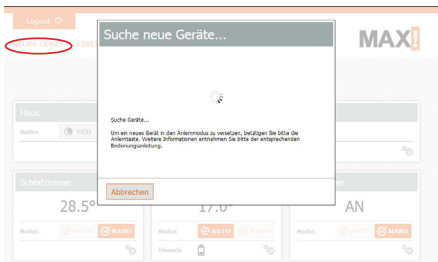 Logout
Suche neue Geräte...
MAX!
NEUES GERÄT
Suche Geräte...
Um ein neues Gerät in den Anlernmodus zu versetzen, betätigen Sie bitte die
Anlerntaste. Weitere Informationen entnehmen Sie bitte der entsprechenden
Bedienungsanleitung.
Haus
Modus ECO
Abbrechen
Schlafzimmer
28.5° 17.0° AN
Modus AUTO MANU Modus AUTO MANU Modus AUTO MANU
Hinweis